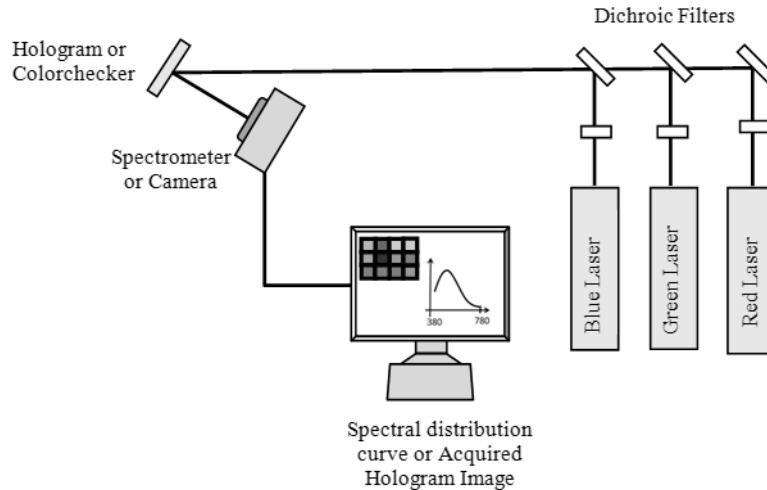 Dichroic Filters
Hologram or
Colorchecker
Spectrometer
or Camera
Blue Laser
Green Laser
Red Laser
380
780
Spectral distribution
curve or Acquired
Hologram Image